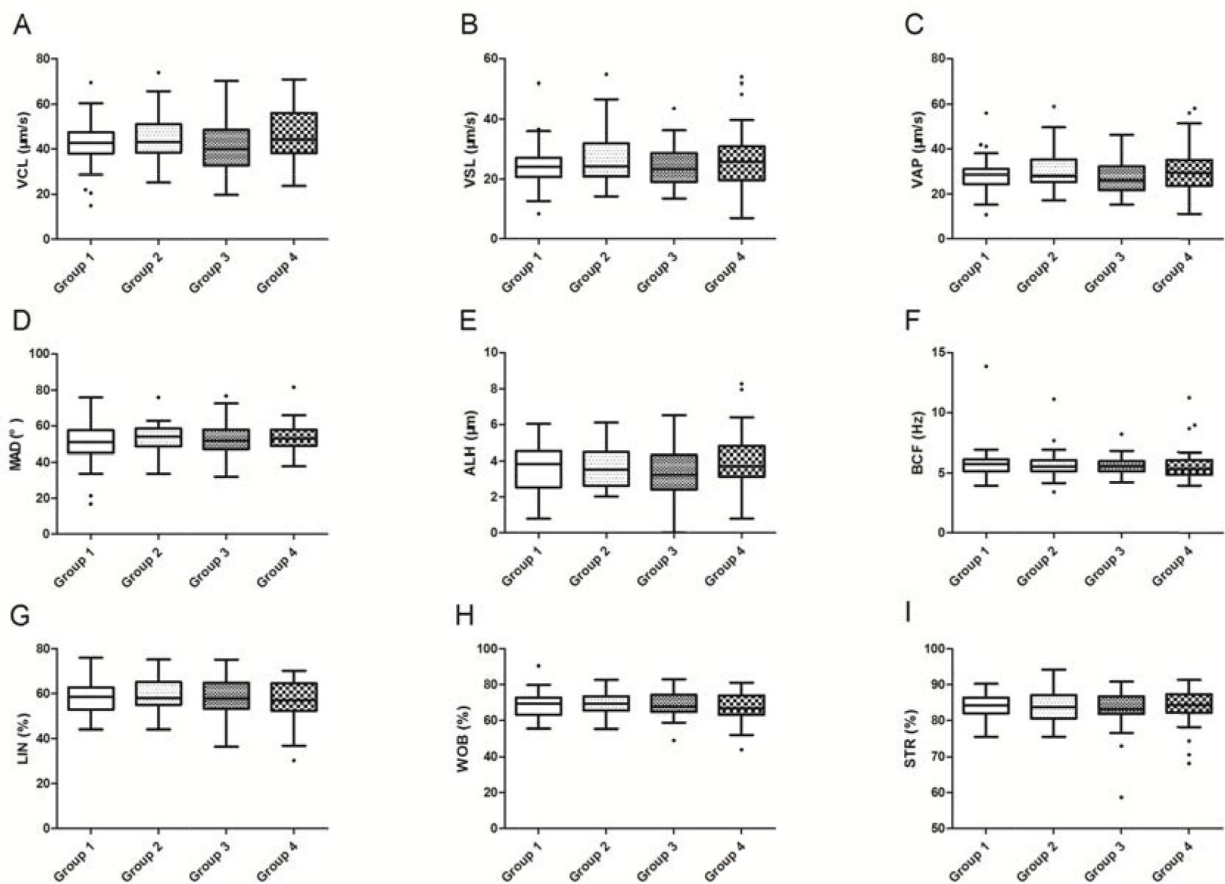 A
VCL (µm/s)
80
60
40
20
0
Group 1
Group 2
Group 3
Group 4
B
VSL (µm/s)
60
40
20
0
Group 1
Group 2
Group 3
Group 4
C
VAP (µm/s)
80
60
40
20
0
Group 1
Group 2
Group 3
Group 4
D
MAD (°)
100
80
60
40
20
0
Group 1
Group 2
Group 3
Group 4
E
ALH (µm)
10
8
6
4
2
0
Group 1
Group 2
Group 3
Group 4
F
BCF (Hz)
15
10
5
0
Group 1
Group 2
Group 3
Group 4
G
LIN (%)
80
60
40
20
0
Group 1
Group 2
Group 3
Group 4
H
WOB (%)
100
80
60
40
20
0
Group 1
Group 2
Group 3
Group 4
I
STR (%)
100
90
80
70
60
50
Group 1
Group 2
Group 3
Group 4